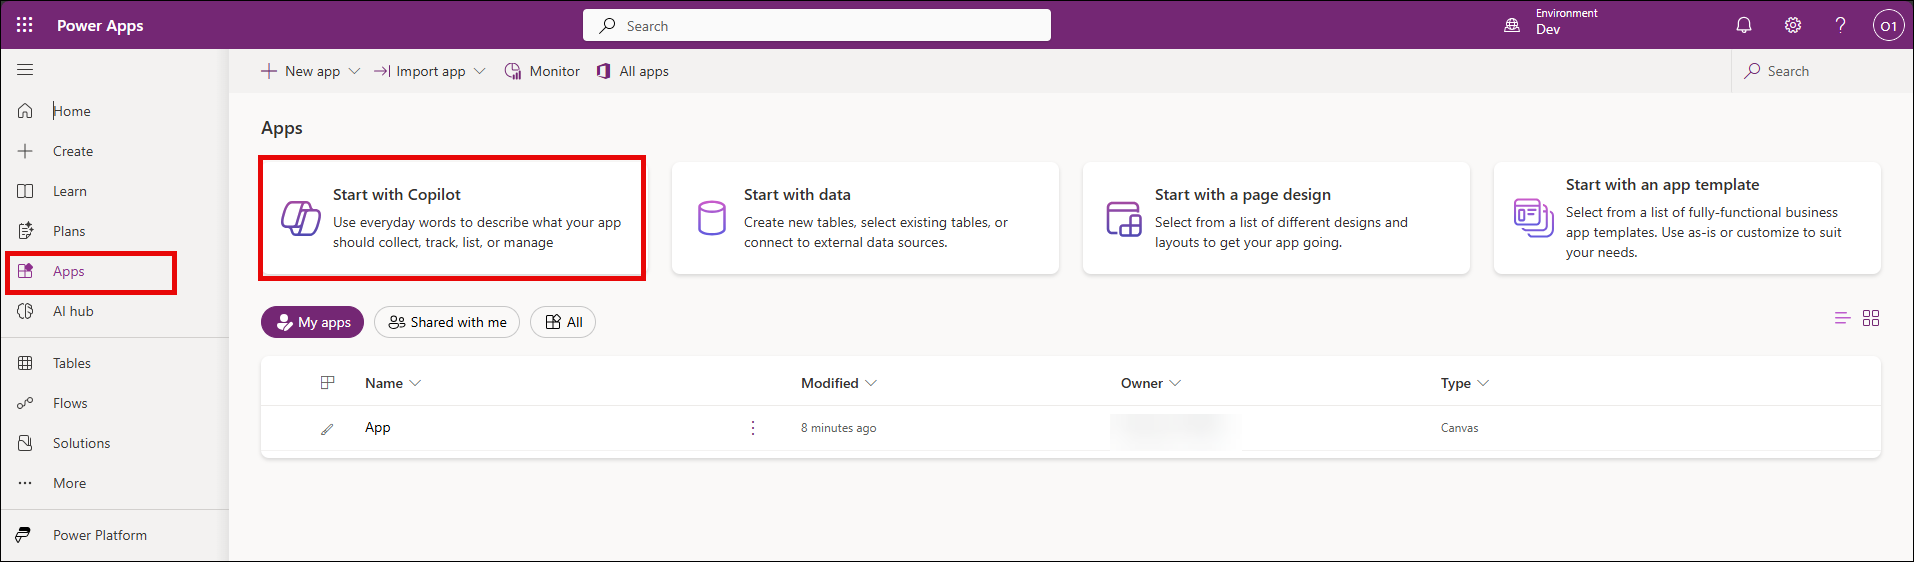 Power Apps
Search
Environment
Dev
O1
New app
Import app
Monitor
All apps
Search
Home
Create
Learn
Plans
Apps
AI hub
Tables
Flows
Solutions
More
Power Platform
Apps
Start with Copilot
Use everyday words to describe what your app
should collect, track, list, or manage
Start with data
Create new tables, select existing tables, or
connect to external data sources.
Start with a page design
Select from a list of different designs and
layouts to get your app going.
Start with an app template
Select from a list of fully-functional business
app templates. Use as-is or customize to suit
your needs.
My apps
Shared with me
All
Name
Modified
Owner
Type
App
8 minutes ago
Canvas